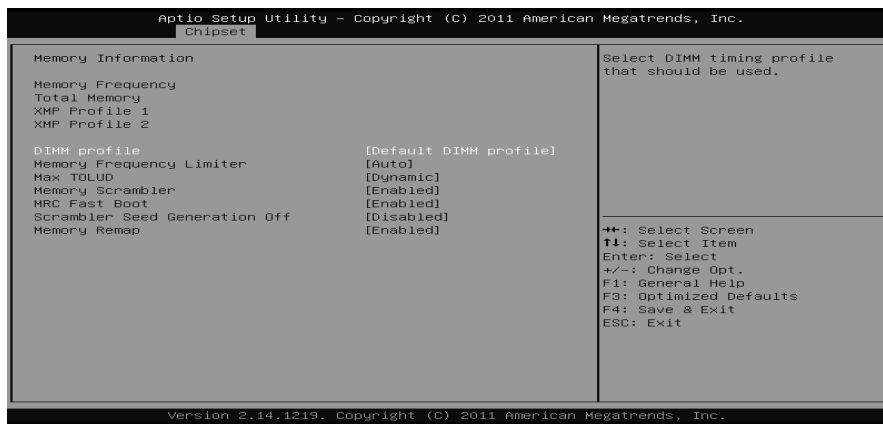 Aptio Setup Utility – Copyright (C) 2011 American Megatrends, Inc.
Chipset
Memory Information
Memory Frequency
Total Memory
XMP Profile 1
XMP Profile 2
DIMM profile [Default DIMM profile]
Memory Frequency Limiter [Auto]
Max TOLUD [Dynamic]
Memory Scrambler [Enabled]
MRC Fast Boot [Enabled]
Scrambler Seed Generation Off [Disabled]
Memory Remap [Enabled]
Select DIMM timing profile
that should be used.
→←: Select Screen
↑↓: Select Item
Enter: Select
+/-: Change Opt.
F1: General Help
F3: Optimized Defaults
F4: Save & Exit
ESC: Exit
Version 2.14.1219. Copyright (C) 2011 American Megatrends, Inc.